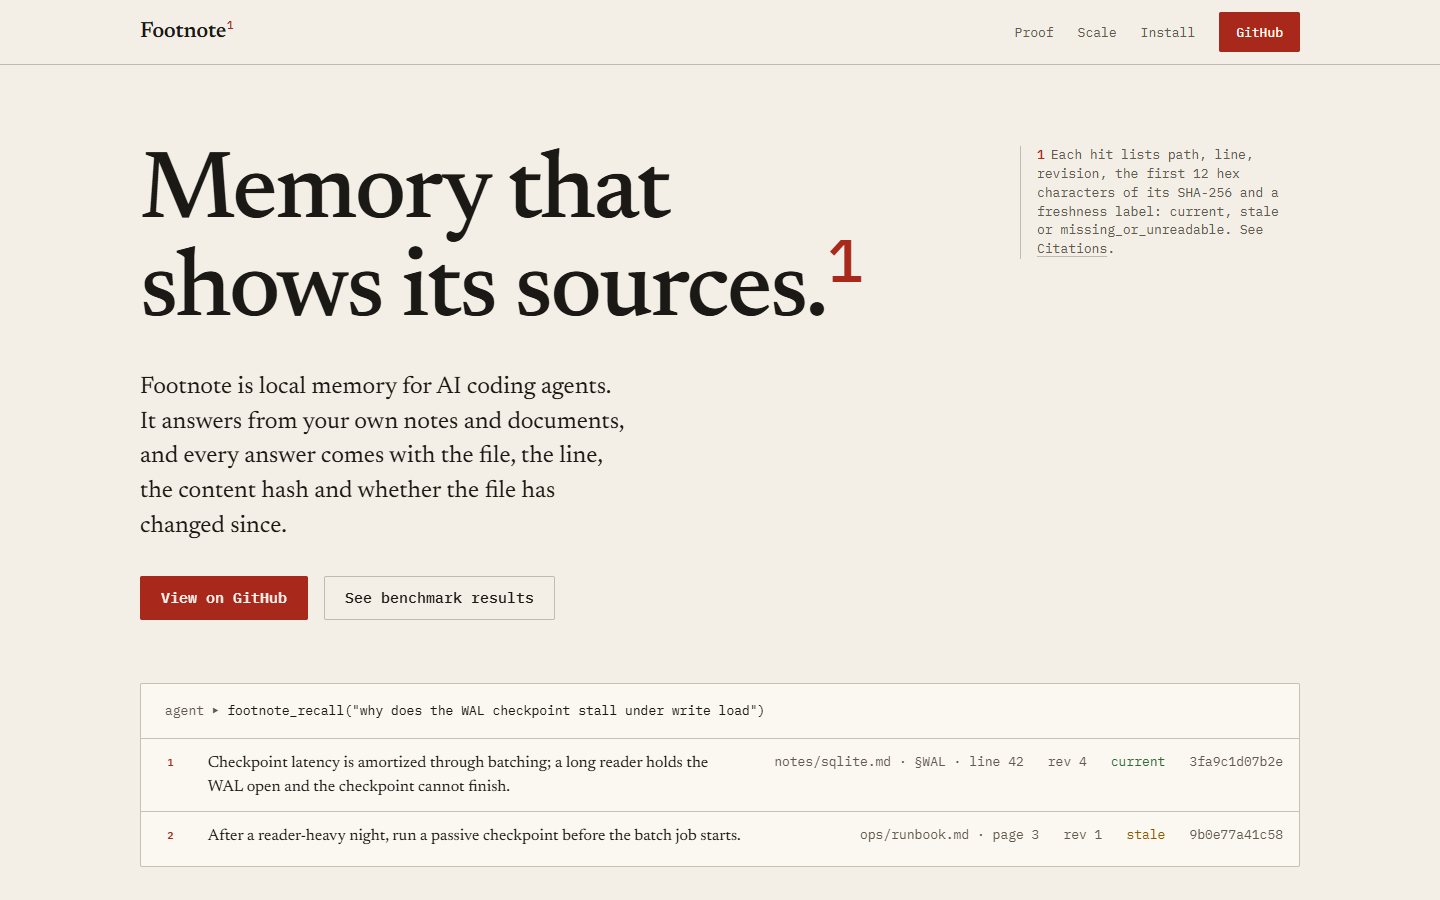 Footnote1
Proof Scale Install GitHub
Memory that
shows its sources.1
1 Each hit lists path, line,
revision, the first 12 hex
characters of its SHA-256 and a
freshness label: current, stale
or missing_or_unreadable. See
Citations.
Footnote is local memory for AI coding agents.
It answers from your own notes and documents,
and every answer comes with the file, the line,
the content hash and whether the file has
changed since.
View on GitHub See benchmark results
agent ▸ footnote_recall("why does the WAL checkpoint stall under write load")
1 Checkpoint latency is amortized through batching; a long reader holds the notes/sqlite.md · §WAL · line 42 rev 4 current 3fa9c1d07b2e
WAL open and the checkpoint cannot finish.
2 After a reader-heavy night, run a passive checkpoint before the batch job starts. ops/runbook.md · page 3 rev 1 stale 9b0e77a41c58